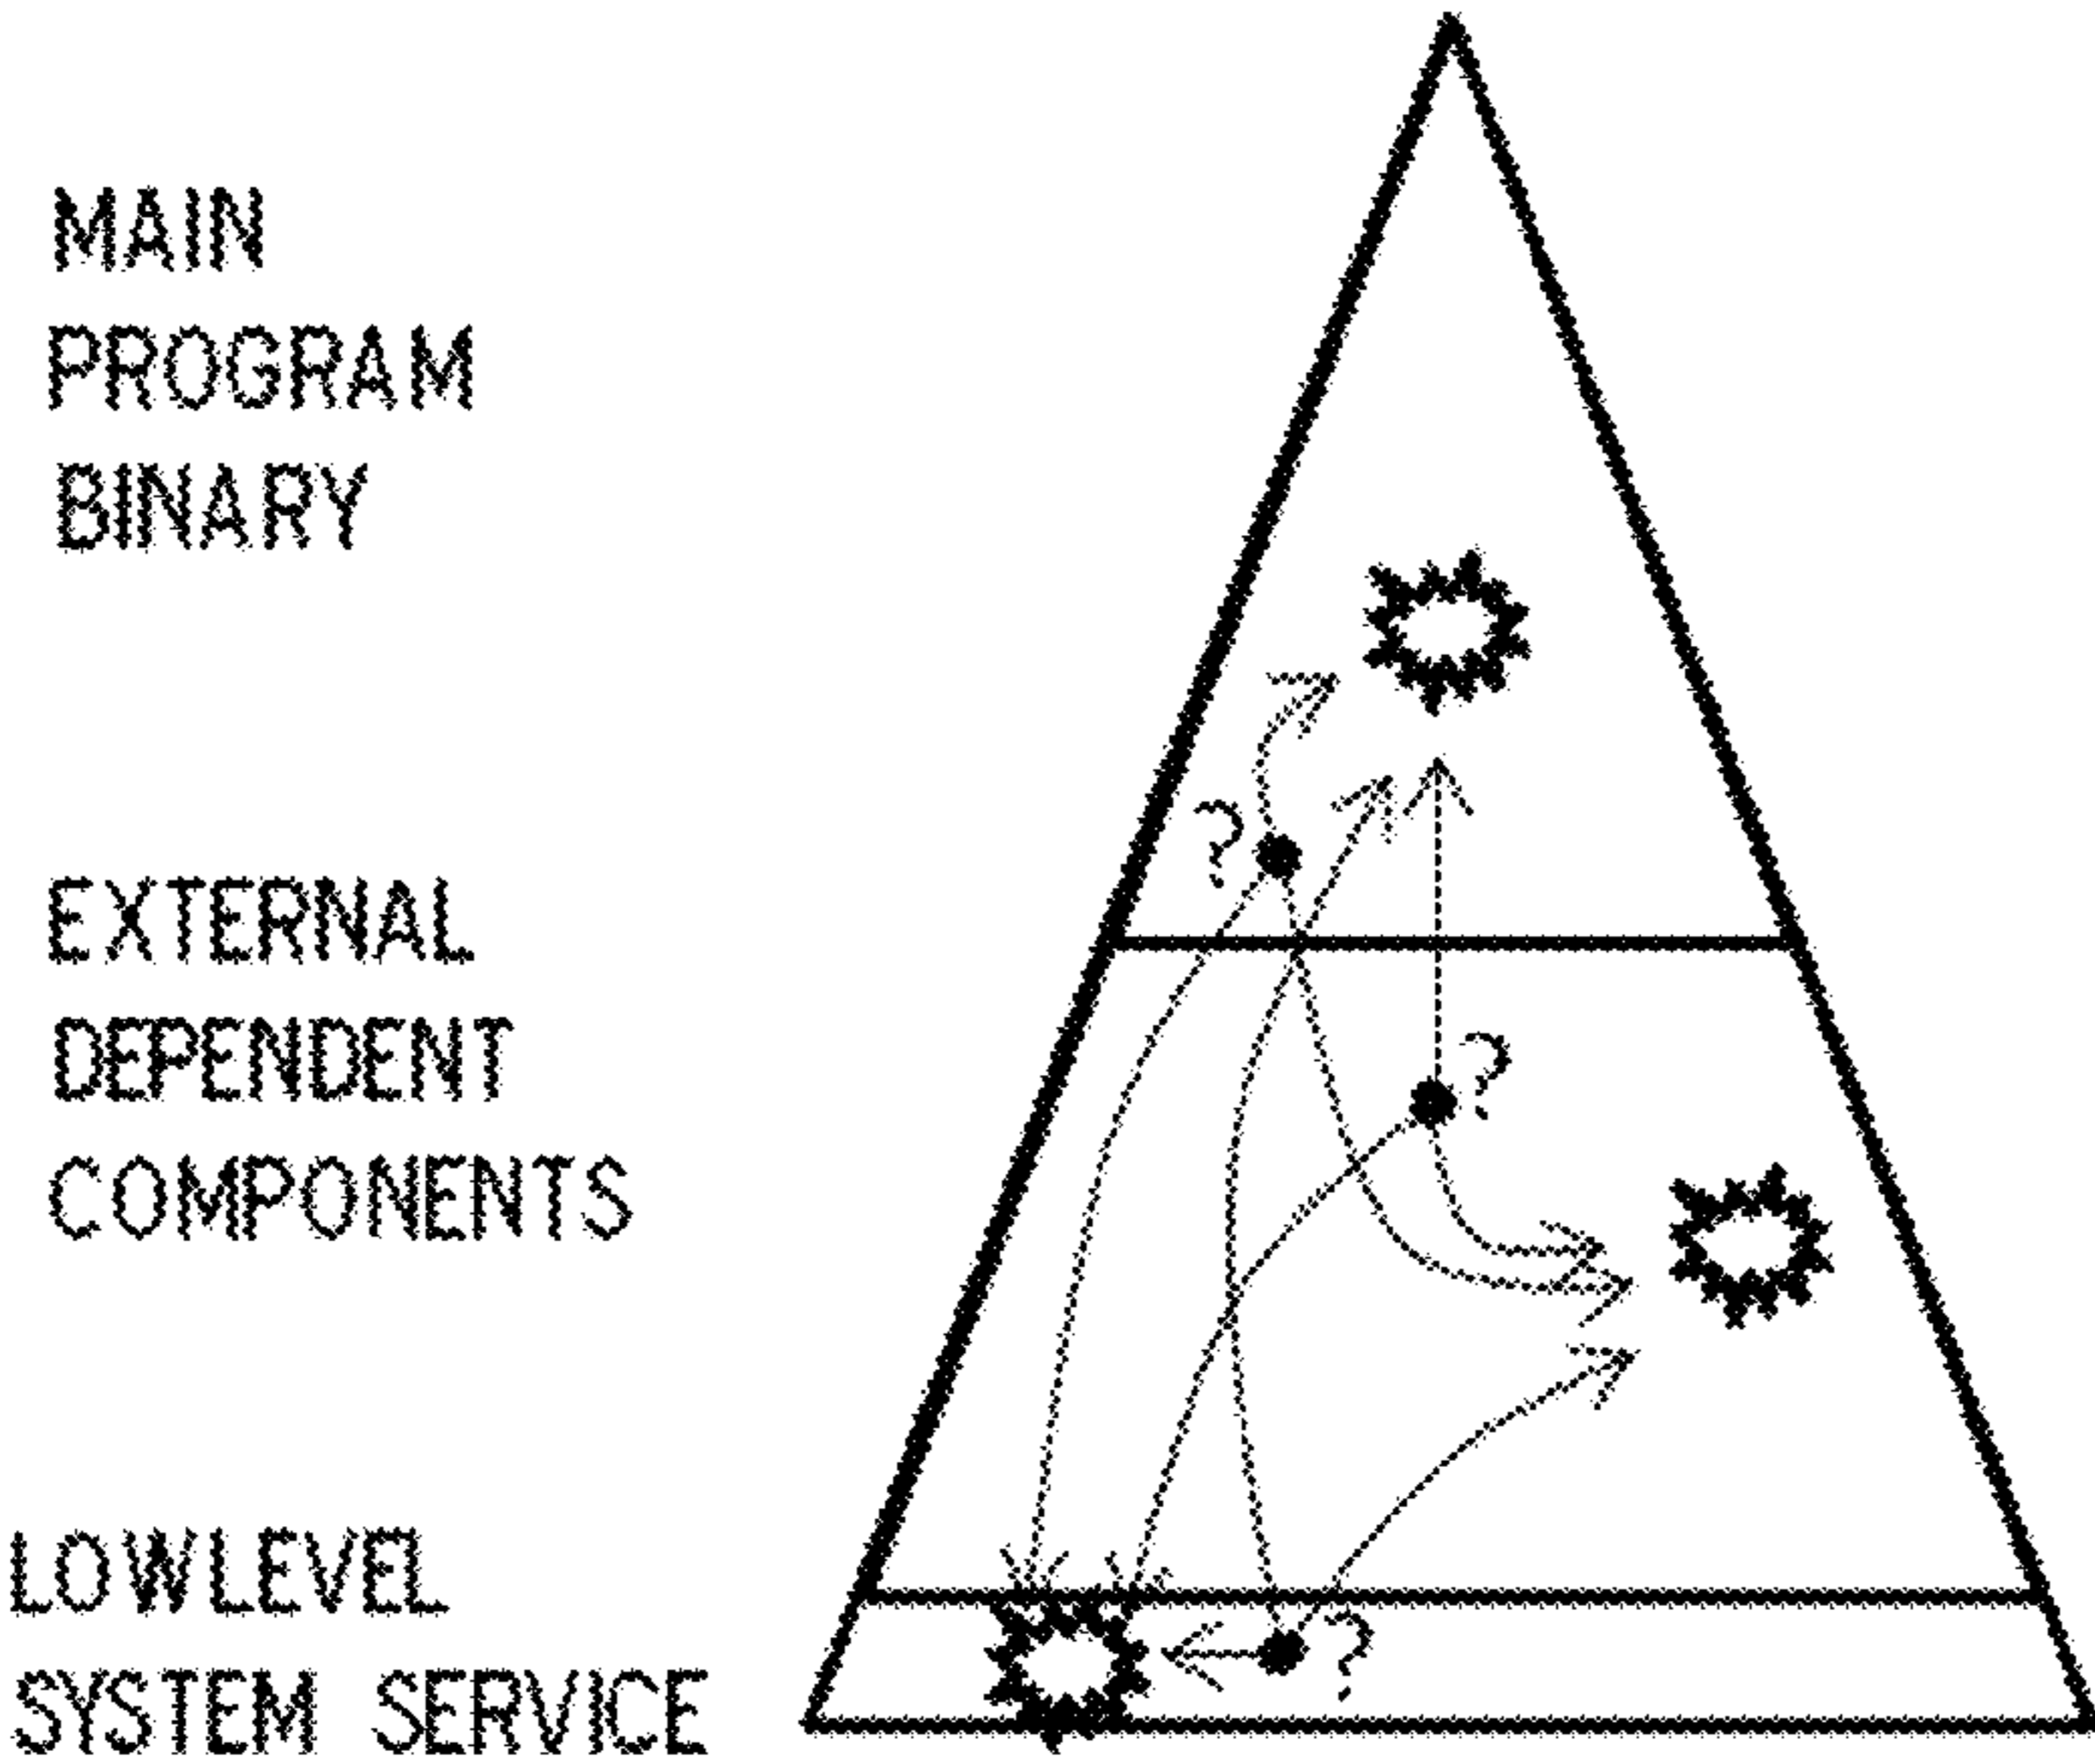 MAIN
PROGRAM
BINARY
?
EXTERNAL
DEPENDENT
COMPONENTS
?
LOWLEVEL
SYSTEM SERVICE
?